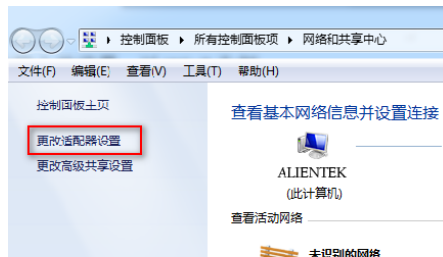 控制面板 ▸ 所有控制面板项 ▸ 网络和共享中心
文件(F) 编辑(E) 查看(V) 工具(T) 帮助(H)
控制面板主页
更改适配器设置
更改高级共享设置
查看基本网络信息并设置连接
ALIENTEK
(此计算机)
查看活动网络
未识别的网络